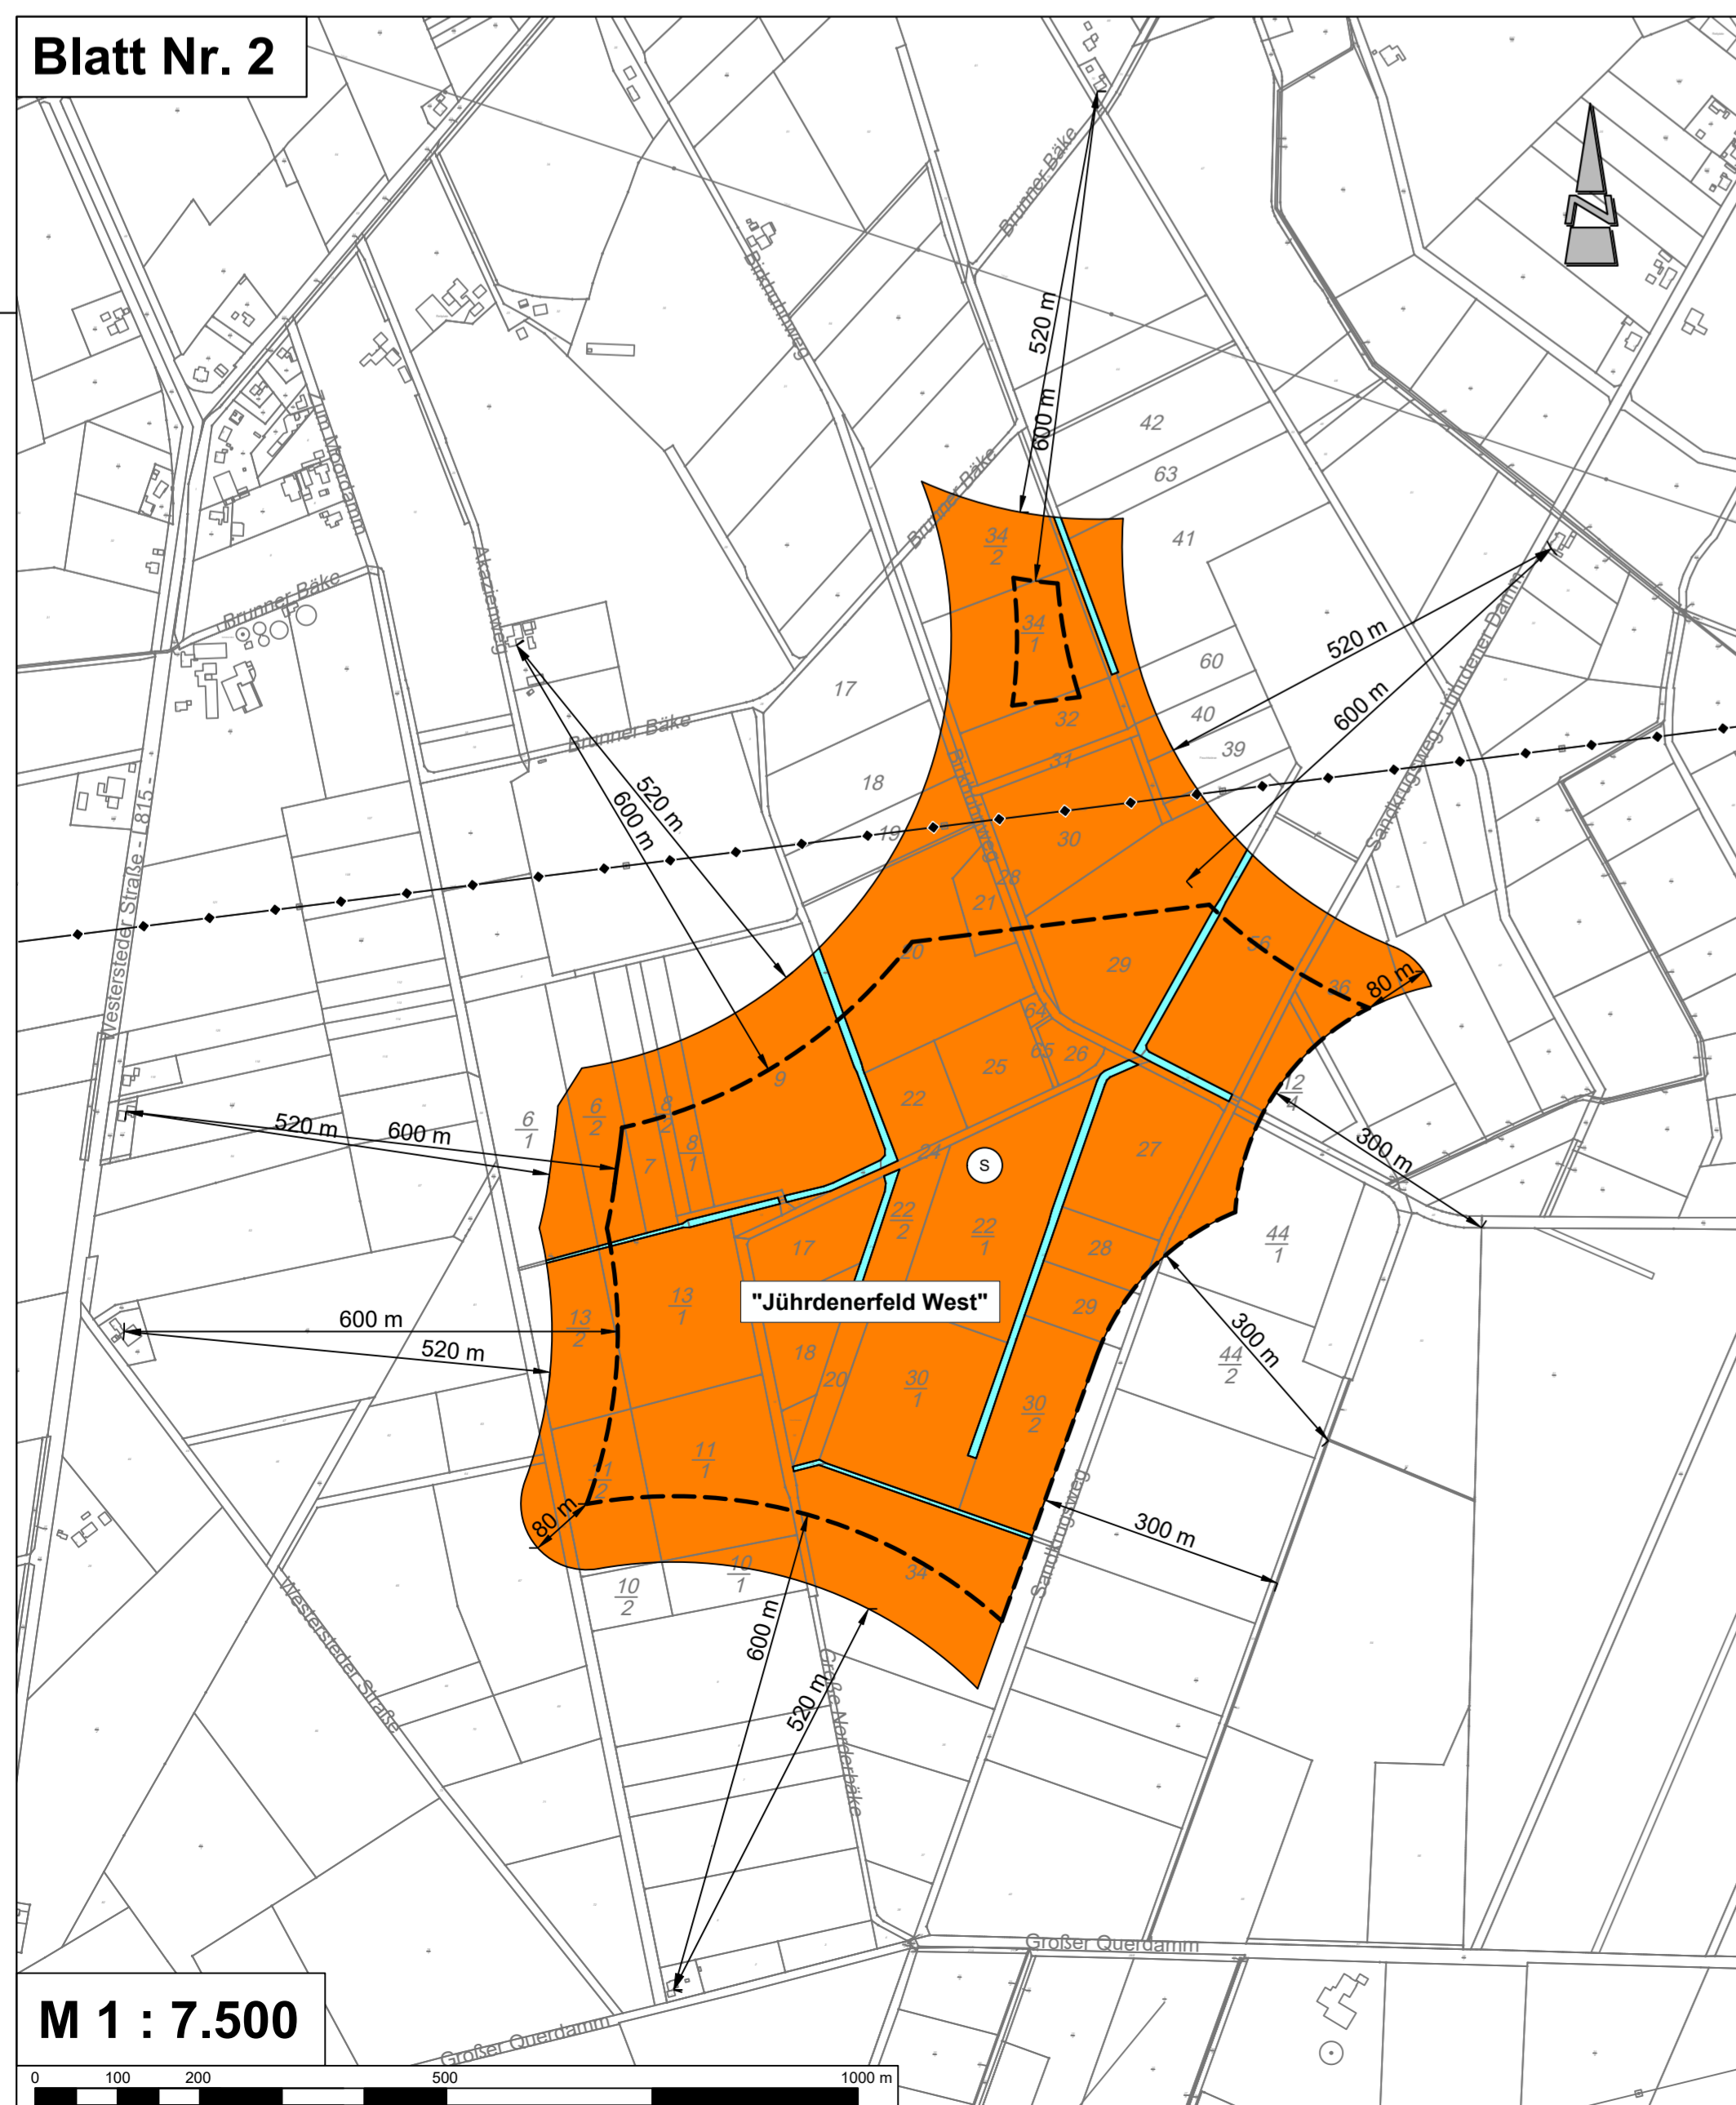 Blatt Nr. 2
Brunner Bäke
Birkhuhnweg
520 m
600 m
42
63
Zum Moordamm
Brunner Bäke
41
34
2
Akazienweg
Brunner Bäke
34
1
520 m
60
17
600 m
40
32
Brunner Bäke
39
31
18
520 m
600 m
Birkhuhnweg
Sandkrugsweg - Jührdener Damm
19
30
28
21
Westersteder Straße - L815 -
20
56
29
36
80 m
64
65
26
25
9
22
12
4
6
1
6
2
8
2
520 m
600 m
8
1
7
24
S
27
300 m
22
2
22
1
17
28
44
1
13
2
13
1
"Jührdenerfeld West"
29
600 m
520 m
18
20
30
1
300 m
44
2
30
2
11
1
11
2
80 m
Sandkrugsweg
300 m
10
1
10
2
34
Westersteder Straße
600 m
520 m
Große Norderbäke
Großer Querdamm
M 1 : 7.500
Großer Querdamm
0 100 200 500 1000 m